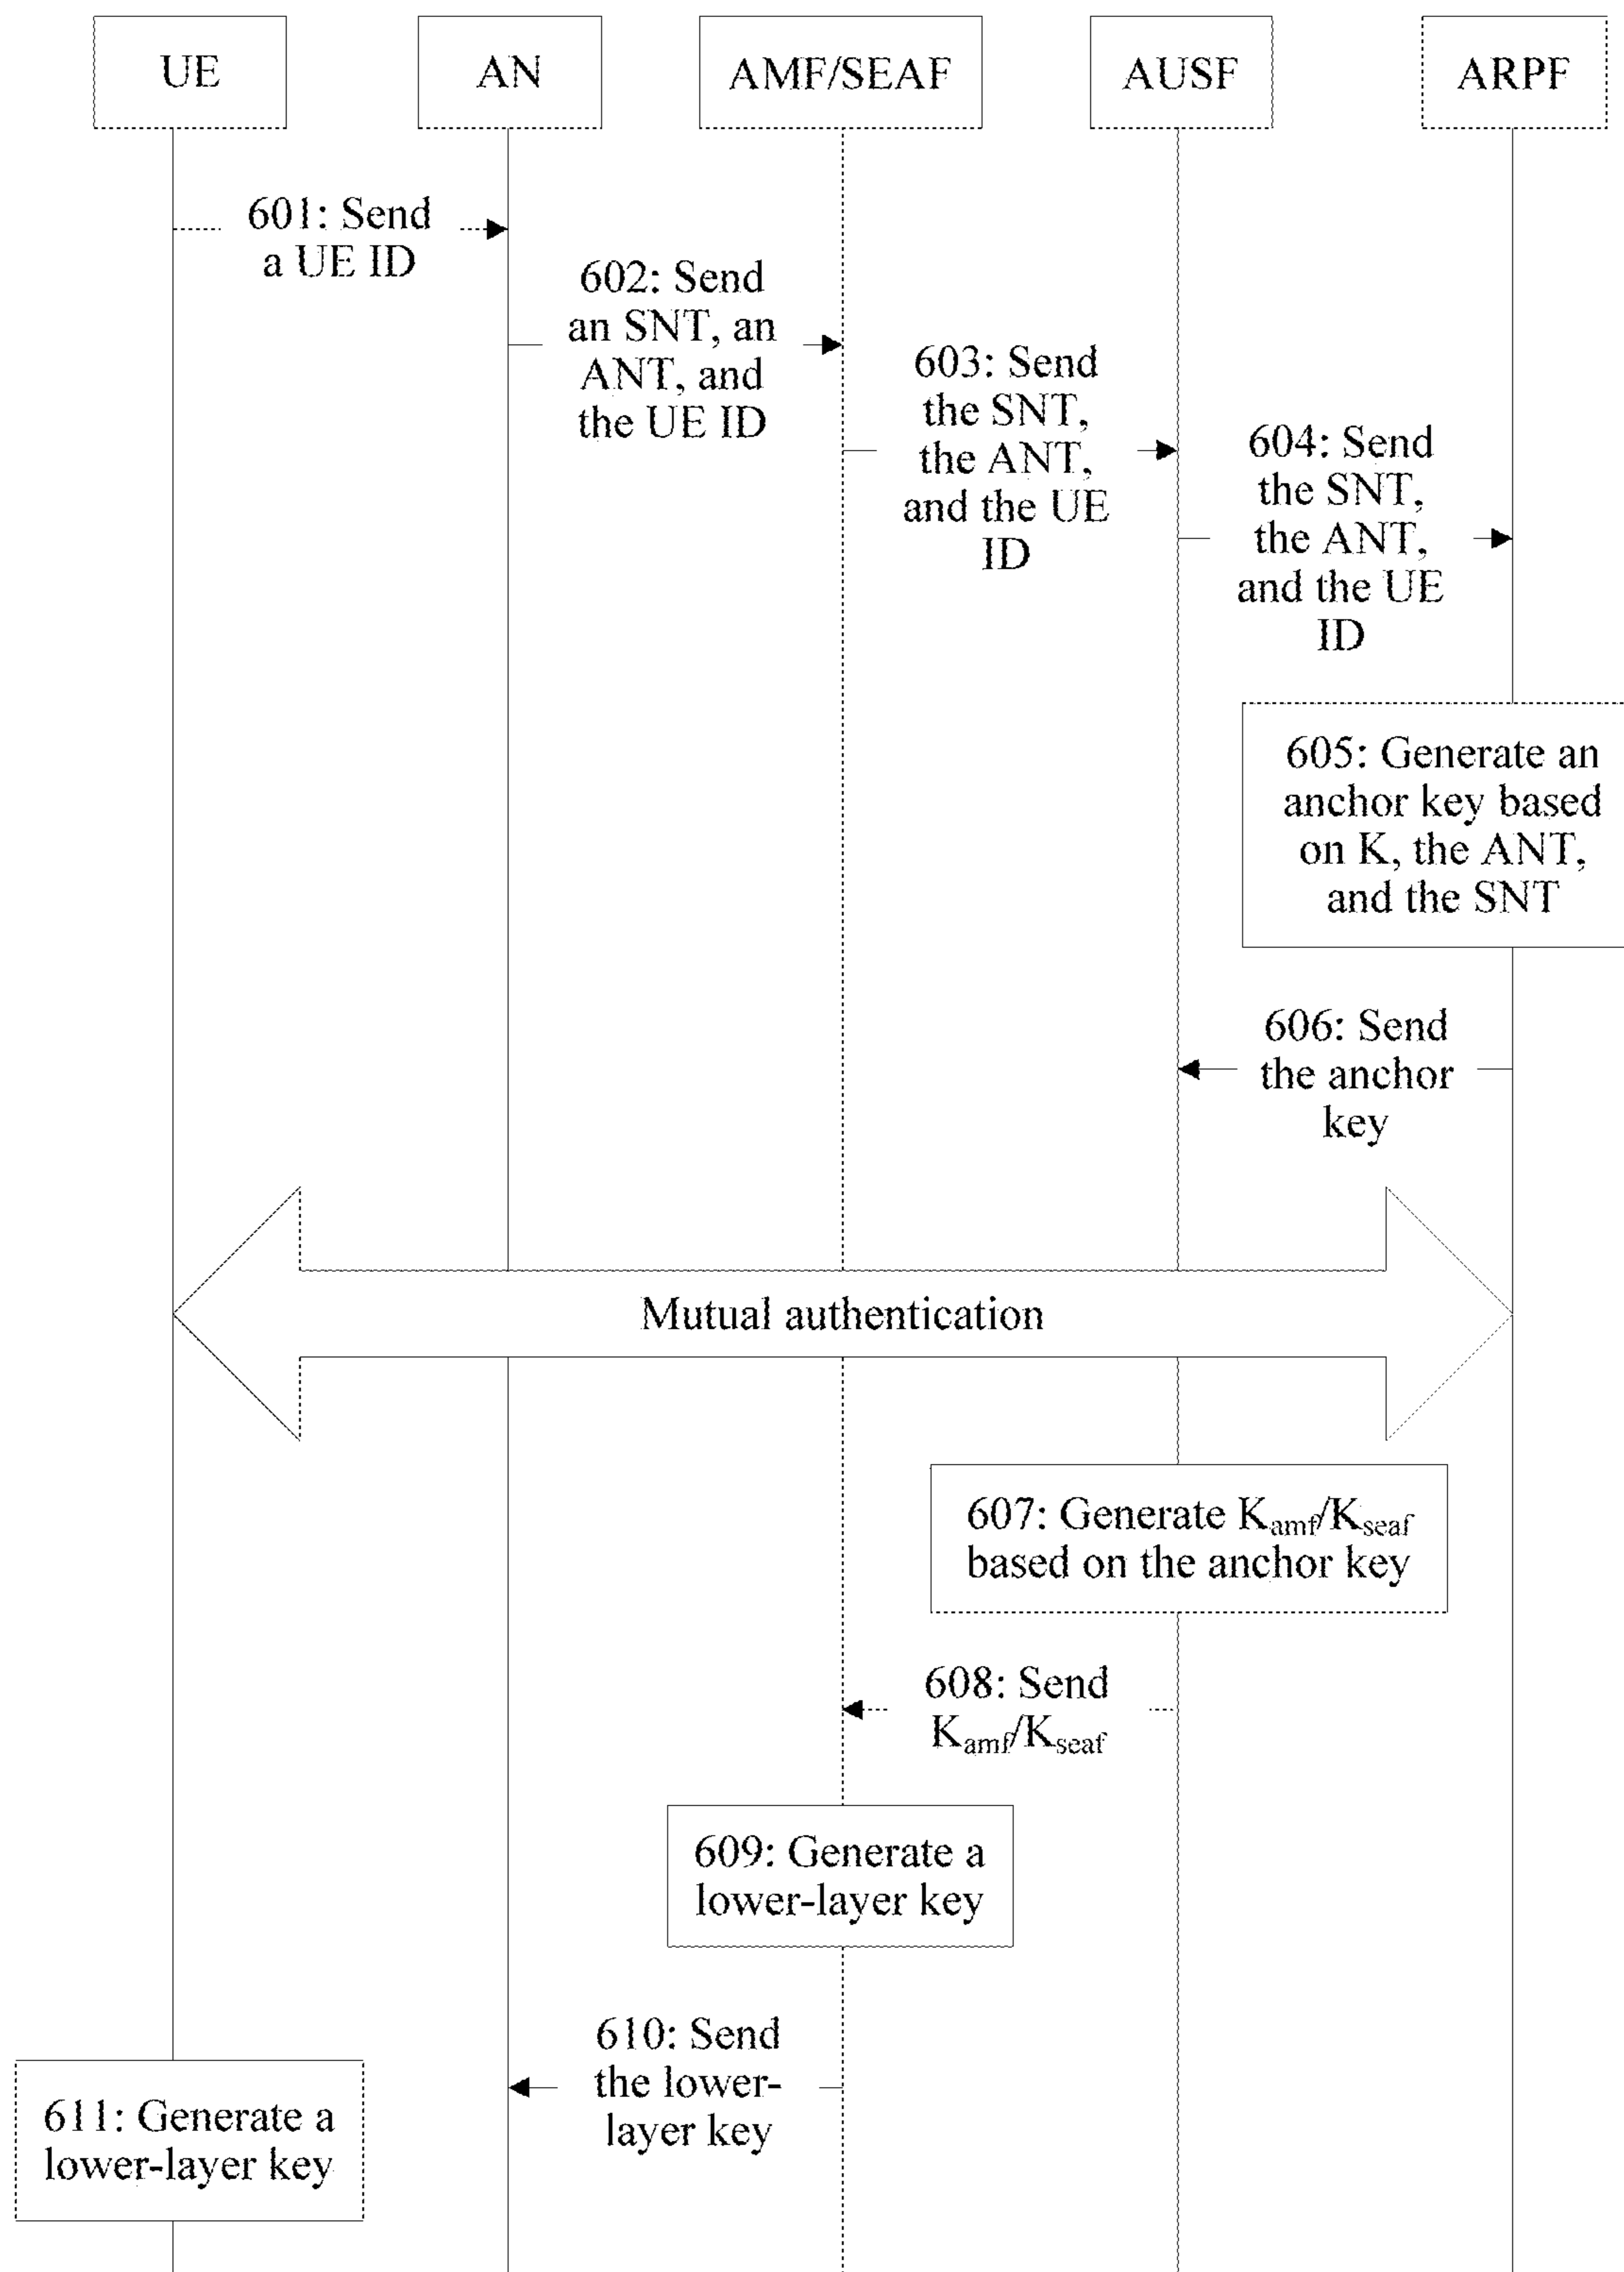 UE
AN
AMF/SEAF
AUSF
ARPF
601: Send
a UE ID
602: Send
an SNT, an
ANT, and
the UE ID
603: Send
the SNT,
the ANT,
and the UE
ID
604: Send
the SNT,
the ANT,
and the UE
ID
605: Generate an
anchor key based
on K, the ANT,
and the SNT
606: Send
the anchor
key
Mutual authentication
607: Generate Kamf/Kseaf
based on the anchor key
608: Send
Kamf/Kseaf
609: Generate a
lower-layer key
610: Send
the lower-
layer key
611: Generate a
lower-layer key